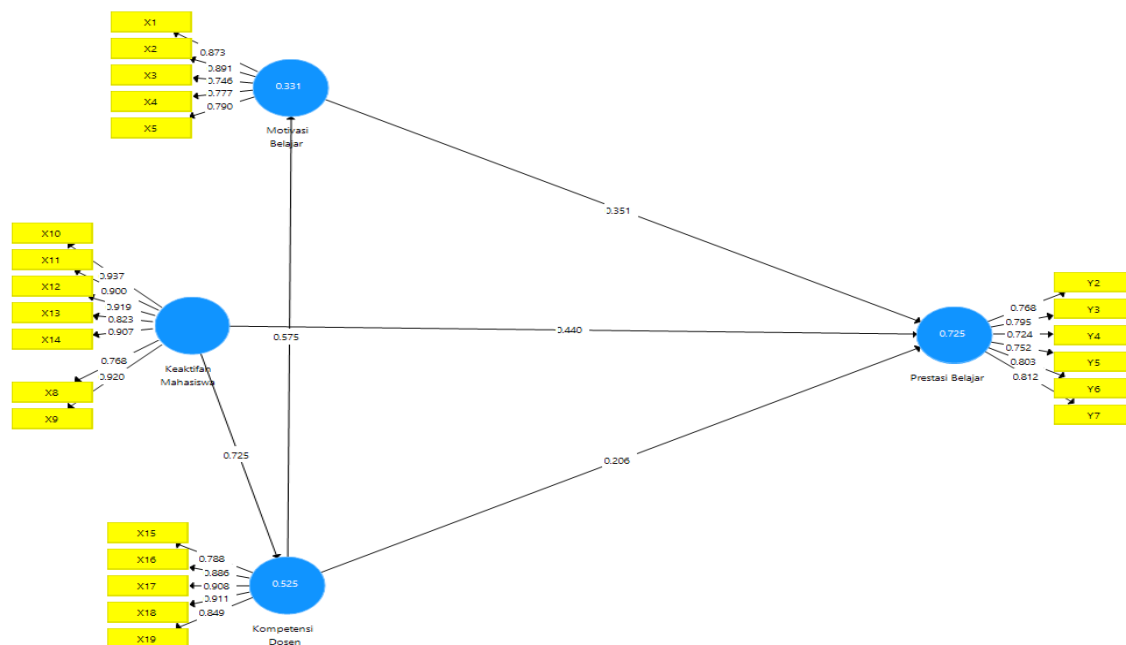 X1
X2
X3
X4
X5
0.873
0.891
0.746
0.777
0.790
0.331
Motivasi
Belajar
0.351
X10
X11
X12
X13
X14
X8
X9
0.937
0.900
0.919
0.823
0.907
0.768
0.920
Keaktifan
Mahasiswa
0.575
0.440
0.725
0.725
Prestasi Belajar
0.768
0.795
0.724
0.752
0.803
0.812
Y2
Y3
Y4
Y5
Y6
Y7
0.206
X15
X16
X17
X18
X19
0.788
0.886
0.908
0.911
0.849
0.525
Kompetensi
Dosen